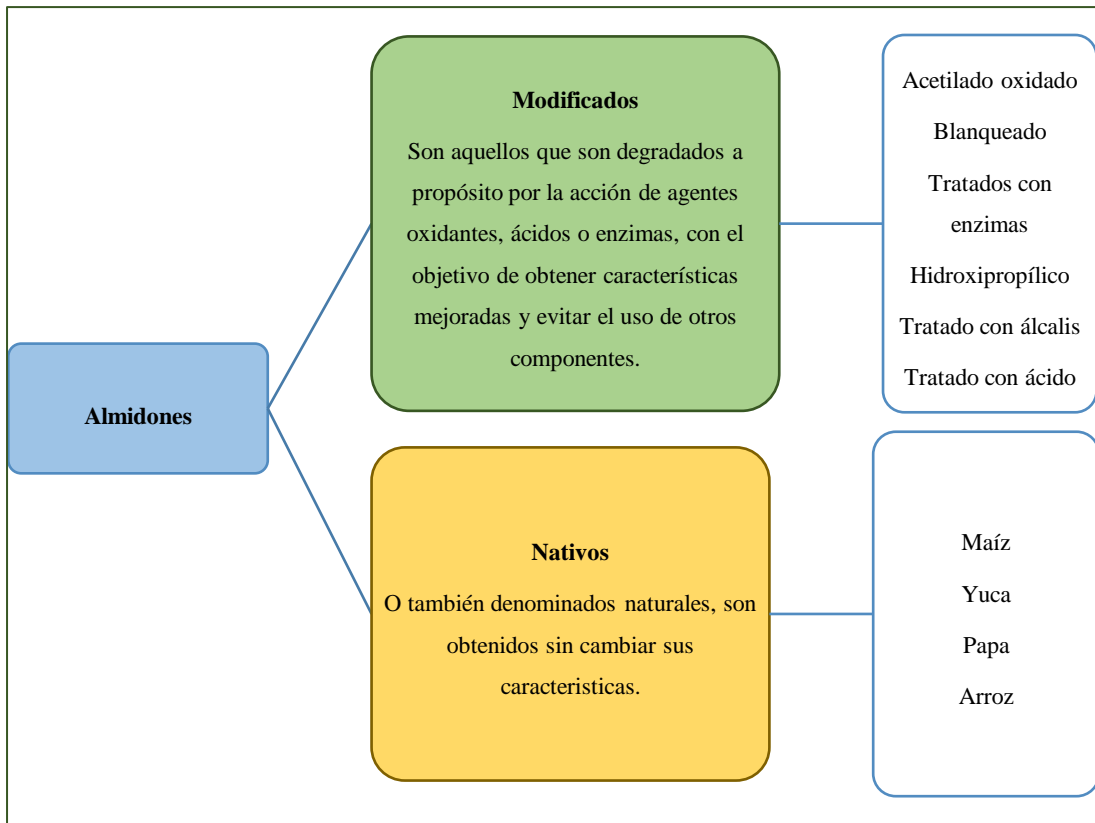 Almidones
Modificados
Son aquellos que son degradados a
propósito por la acción de agentes
oxidantes, ácidos o enzimas, con el
objetivo de obtener características
mejoradas y evitar el uso de otros
componentes.
Acetilado oxidado
Blanqueado
Tratados con
enzimas
Hidroxipropílico
Tratado con álcalis
Tratado con ácido
Nativos
O también denominados naturales, son
obtenidos sin cambiar sus
caracteristicas.
Maíz
Yuca
Papa
Arroz